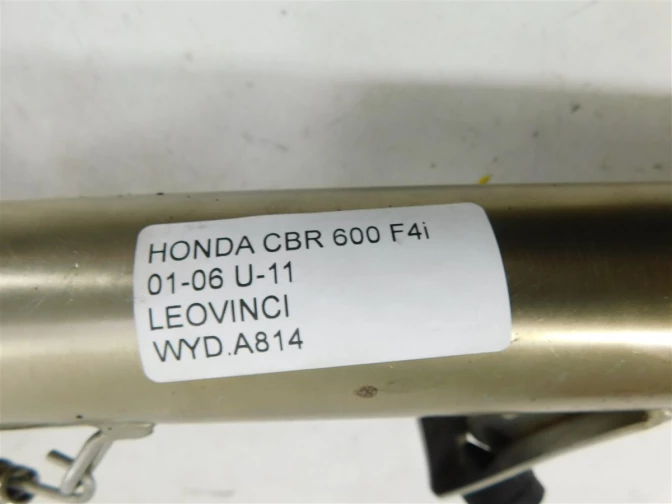 HONDA CBR 600 F4i
01-06 U-11
LEOVINCI
WYD.A814